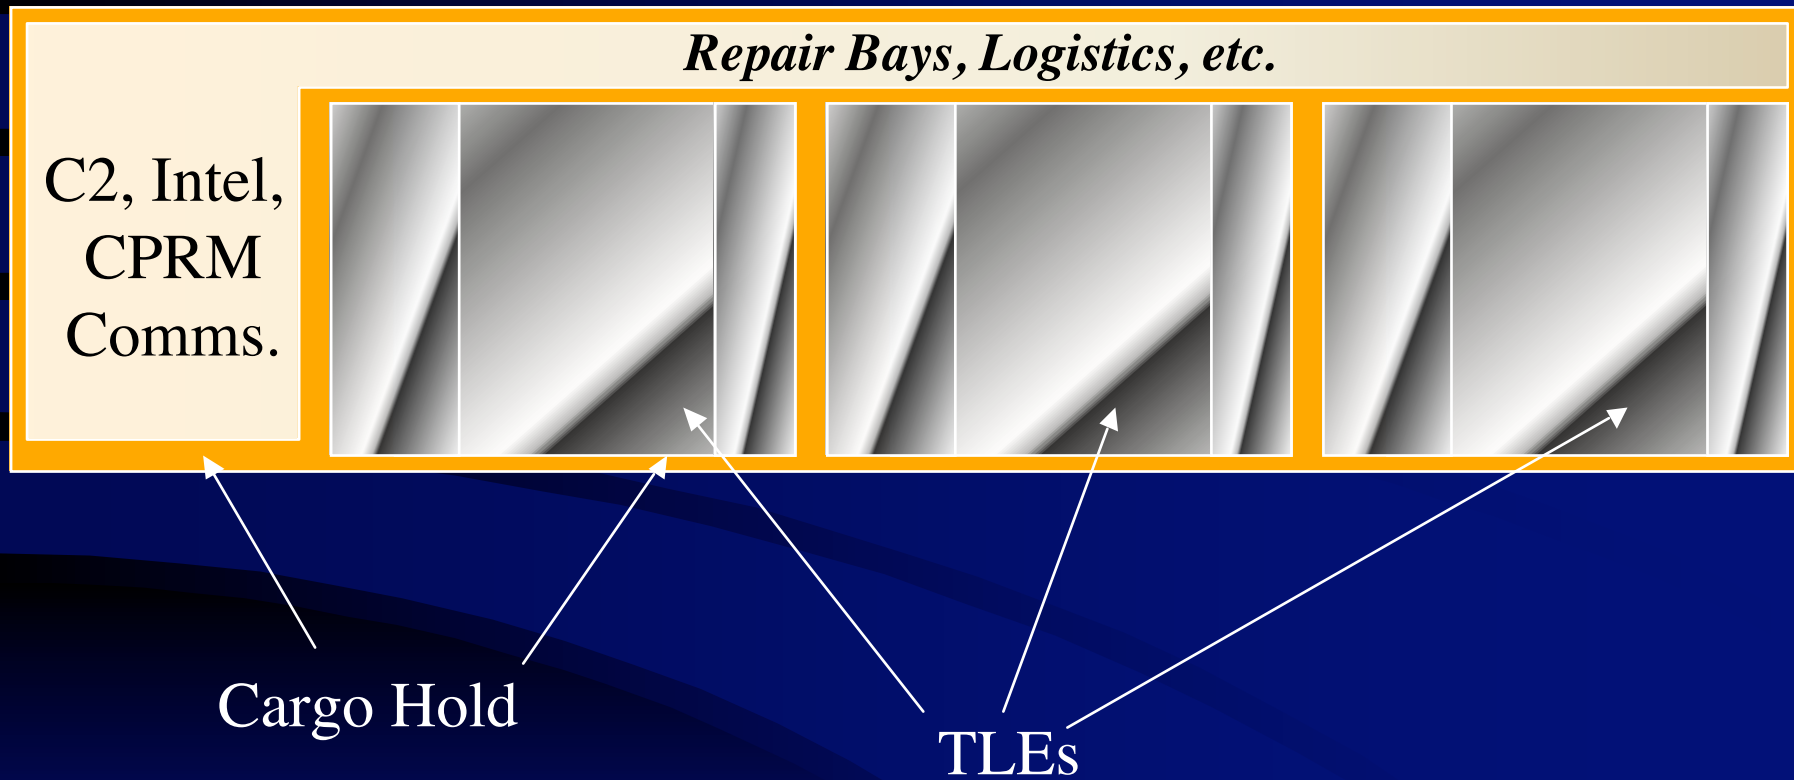 Repair Bays, Logistics, etc.
C2, Intel,
CPRM
Comms.
Cargo Hold
TLEs